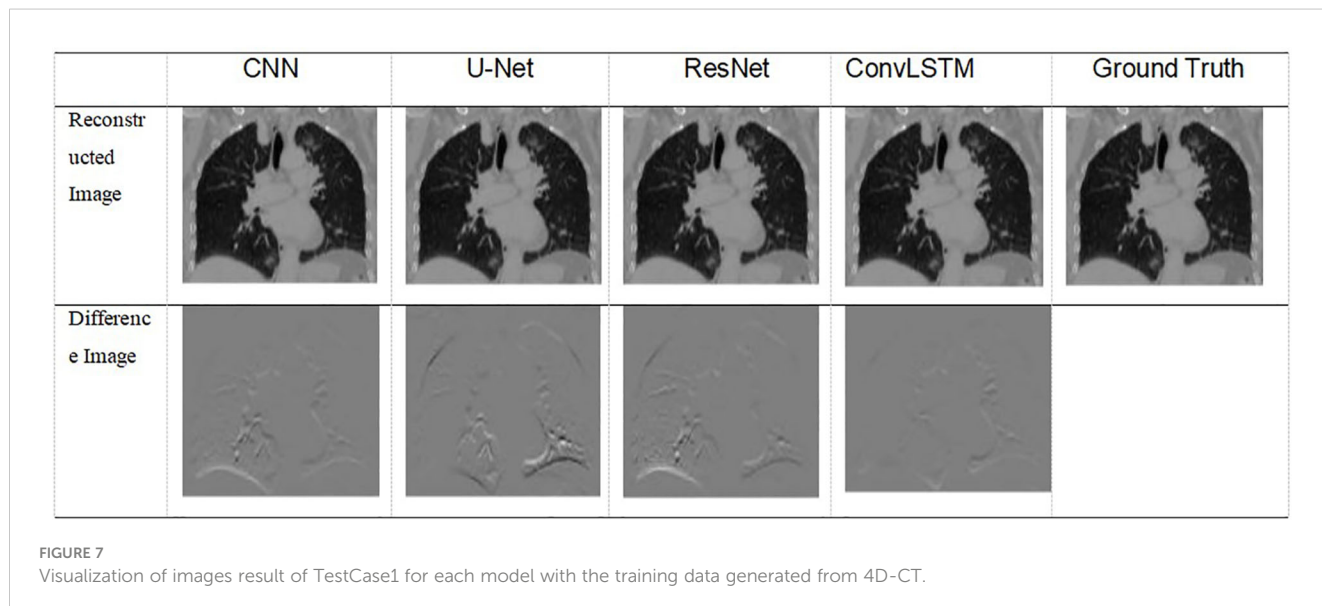 CNN U-Net ResNet ConvLSTM Ground Truth
Reconstr
ucted
Image
Differenc
e Image
FIGURE 7
Visualization of images result of TestCase1 for each model with the training data generated from 4D-CT.